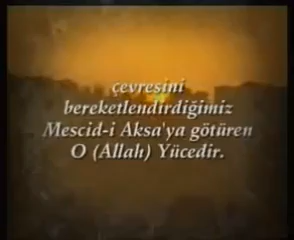 çevresini
bereketlendirdiğimiz
Mescid-i Aksa'ya götüren
O (Allah) Yücedir.